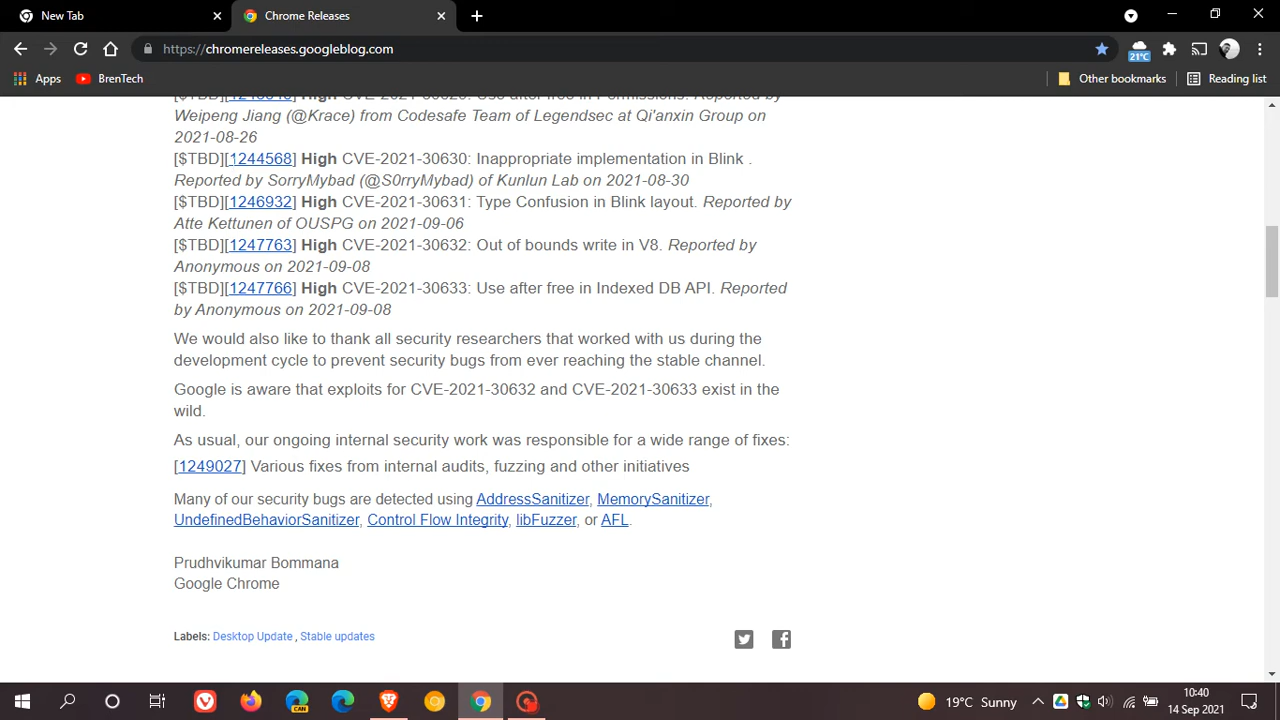 New Tab
Chrome Releases
https://chromereleases.googleblog.com
21°C
Apps
BrenTech
Other bookmarks
Reading list
Weipeng Jiang (@Krace) from Codesafe Team of Legendsec at Qi'anxin Group on
2021-08-26
[$TBD][1244568] High CVE-2021-30630: Inappropriate implementation in Blink .
Reported by SorryMybad (@S0rryMybad) of Kunlun Lab on 2021-08-30
[$TBD][1246932] High CVE-2021-30631: Type Confusion in Blink layout. Reported by
Atte Kettunen of OUSPG on 2021-09-06
[$TBD][1247763] High CVE-2021-30632: Out of bounds write in V8. Reported by
Anonymous on 2021-09-08
[$TBD][1247766] High CVE-2021-30633: Use after free in Indexed DB API. Reported
by Anonymous on 2021-09-08
We would also like to thank all security researchers that worked with us during the
development cycle to prevent security bugs from ever reaching the stable channel.
Google is aware that exploits for CVE-2021-30632 and CVE-2021-30633 exist in the
wild.
As usual, our ongoing internal security work was responsible for a wide range of fixes:
[1249027] Various fixes from internal audits, fuzzing and other initiatives
Many of our security bugs are detected using AddressSanitizer, MemorySanitizer,
UndefinedBehaviorSanitizer, Control Flow Integrity, libFuzzer, or AFL.
Prudhvikumar Bommana
Google Chrome
Labels: Desktop Update , Stable updates
CAN
19°C Sunny
10:40
14 Sep 2021